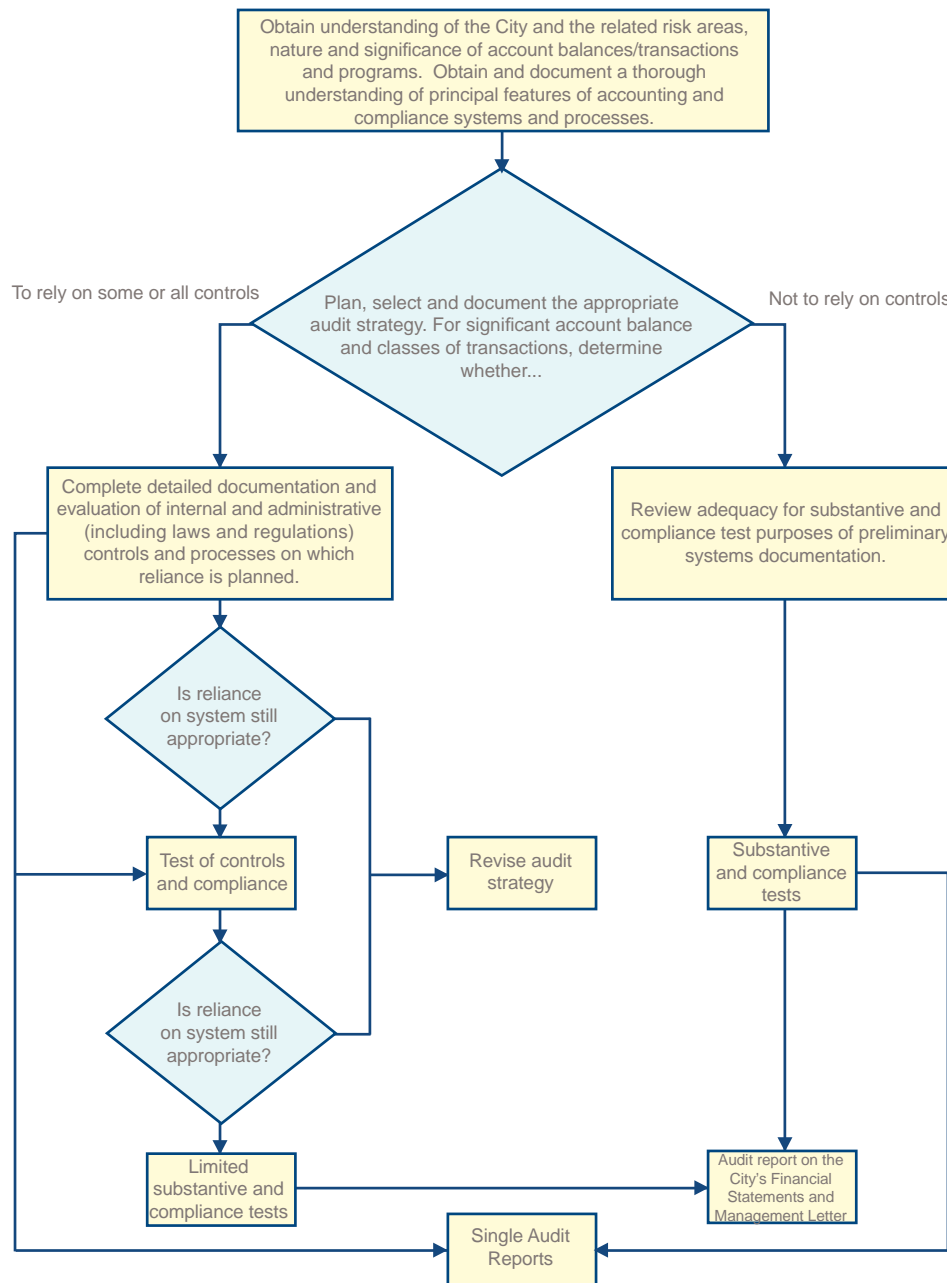 Obtain understanding of the City and the related risk areas,
nature and significance of account balances/transactions
and programs.  Obtain and document a thorough
understanding of principal features of accounting and
compliance systems and processes.
To rely on some or all controls
Not to rely on controls
Plan, select and document the appropriate
audit strategy. For significant account balance
and classes of transactions, determine
whether...
Complete detailed documentation and
evaluation of internal and administrative
(including laws and regulations)
controls and processes on which
reliance is planned.
Review adequacy for substantive and
compliance test purposes of preliminary
systems documentation.
Is reliance
on system still
appropriate?
Test of controls
and compliance
Revise audit
strategy
Substantive
and compliance
tests
Is reliance
on system still
appropriate?
Limited
substantive and
compliance tests
Audit report on the
City's Financial
Statements and
Management Letter
Single Audit
Reports